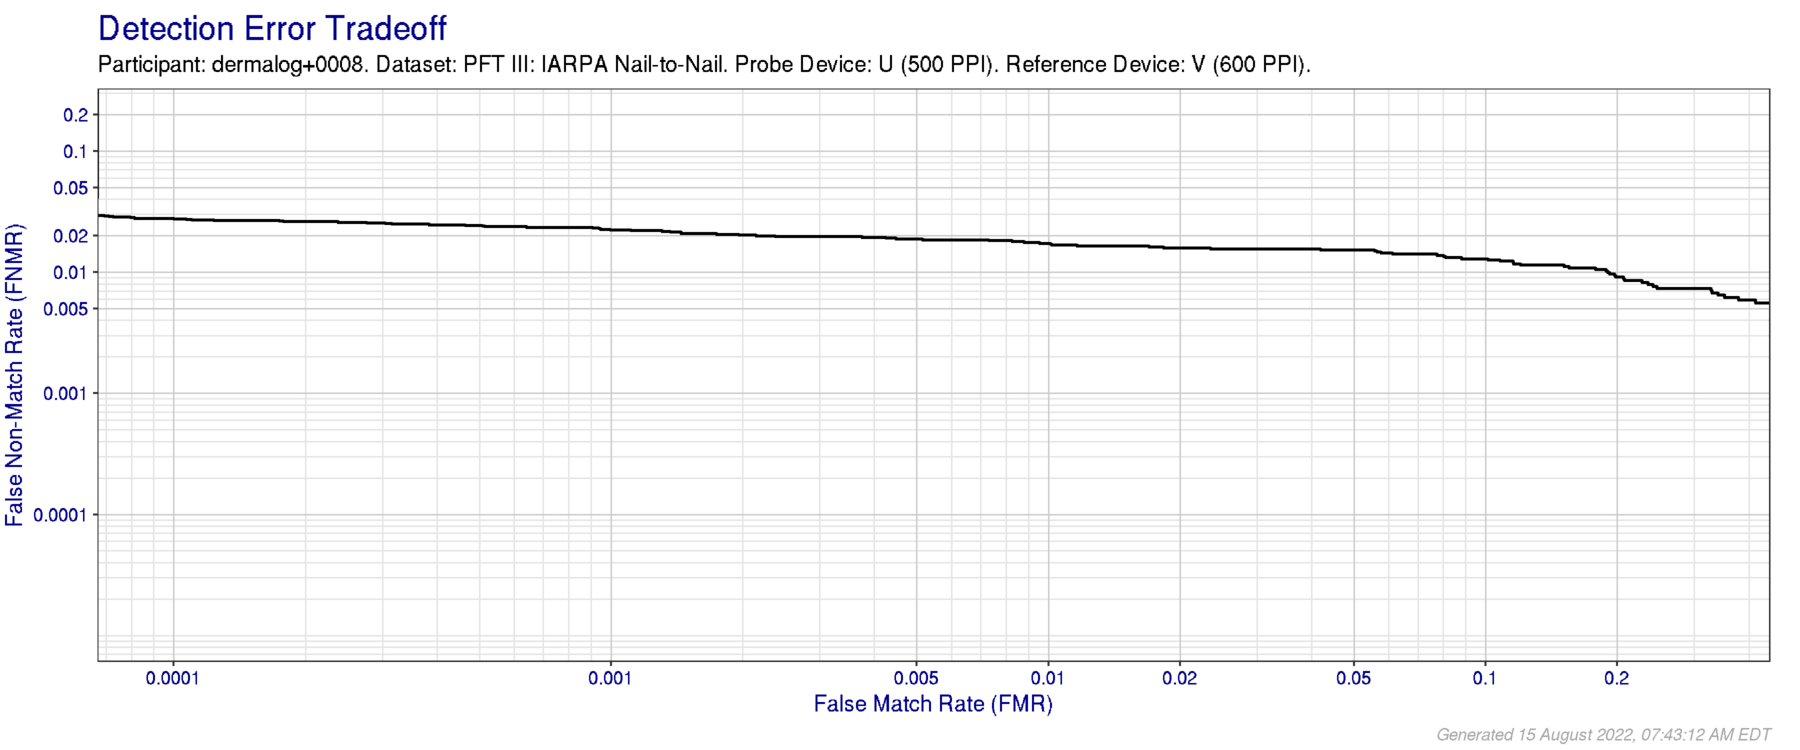 Detection Error Tradeoff
Participant: dermalog+0008. Dataset: PFT III: IARPA Nail-to-Nail. Probe Device: U (500 PPI). Reference Device: V (600 PPI).
False Non-Match Rate (FNMR)
0.2
0.1
0.05
0.02
0.01
0.005
0.001
0.0001
0.0001 0.001 0.005 0.01 0.02 0.05 0.1 0.2
False Match Rate (FMR)
Generated 15 August 2022, 07:43:12 AM EDT